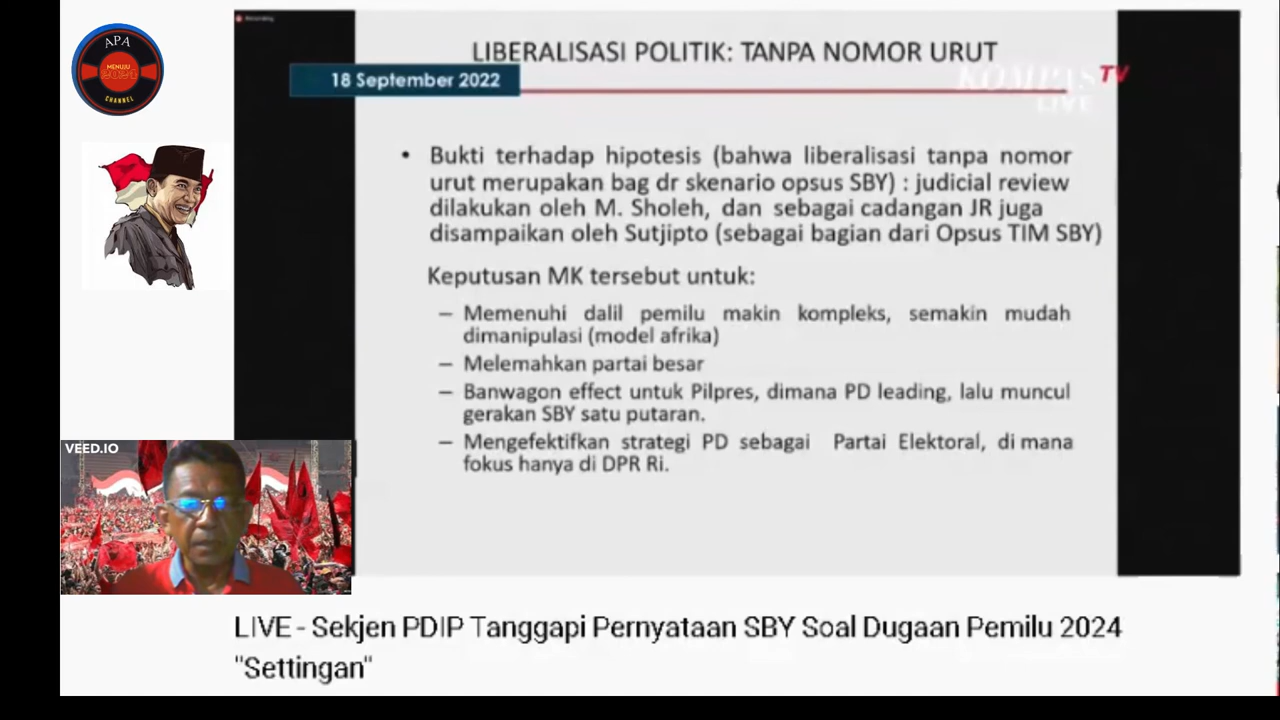 APA
MENUJU
2024
CHANNEL
Recording
LIBERALISASI POLITIK: TANPA NOMOR URUT
18 September 2022
KOMPAS TV
LIVE
• Bukti terhadap hipotesis (bahwa liberalisasi tanpa nomor
urut merupakan bag dr skenario opsus SBY) : judicial review
dilakukan oleh M. Sholeh, dan sebagai cadangan JR juga
disampaikan oleh Sutjipto (sebagai bagian dari Opsus TIM SBY)
Keputusan MK tersebut untuk:
– Memenuhi dalil pemilu makin kompleks, semakin mudah
dimanipulasi (model afrika)
– Melemahkan partai besar
– Banwagon effect untuk Pilpres, dimana PD leading, lalu muncul
gerakan SBY satu putaran.
– Mengefektifkan strategi PD sebagai Partai Elektoral, di mana
fokus hanya di DPR Ri.
VEED.IO
LIVE - Sekjen PDIP Tanggapi Pernyataan SBY Soal Dugaan Pemilu 2024
"Settingan"